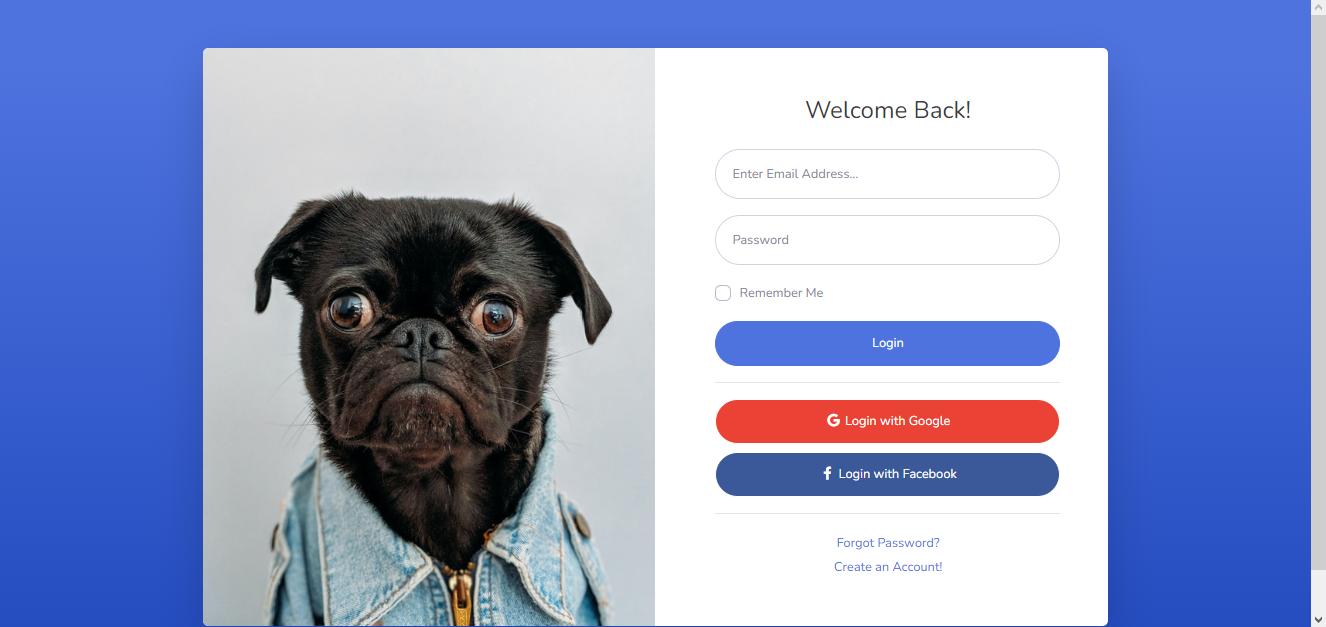 Welcome Back!
Enter Email Address...
Password
Remember Me
Login
Login with Google
Login with Facebook
Forgot Password?
Create an Account!